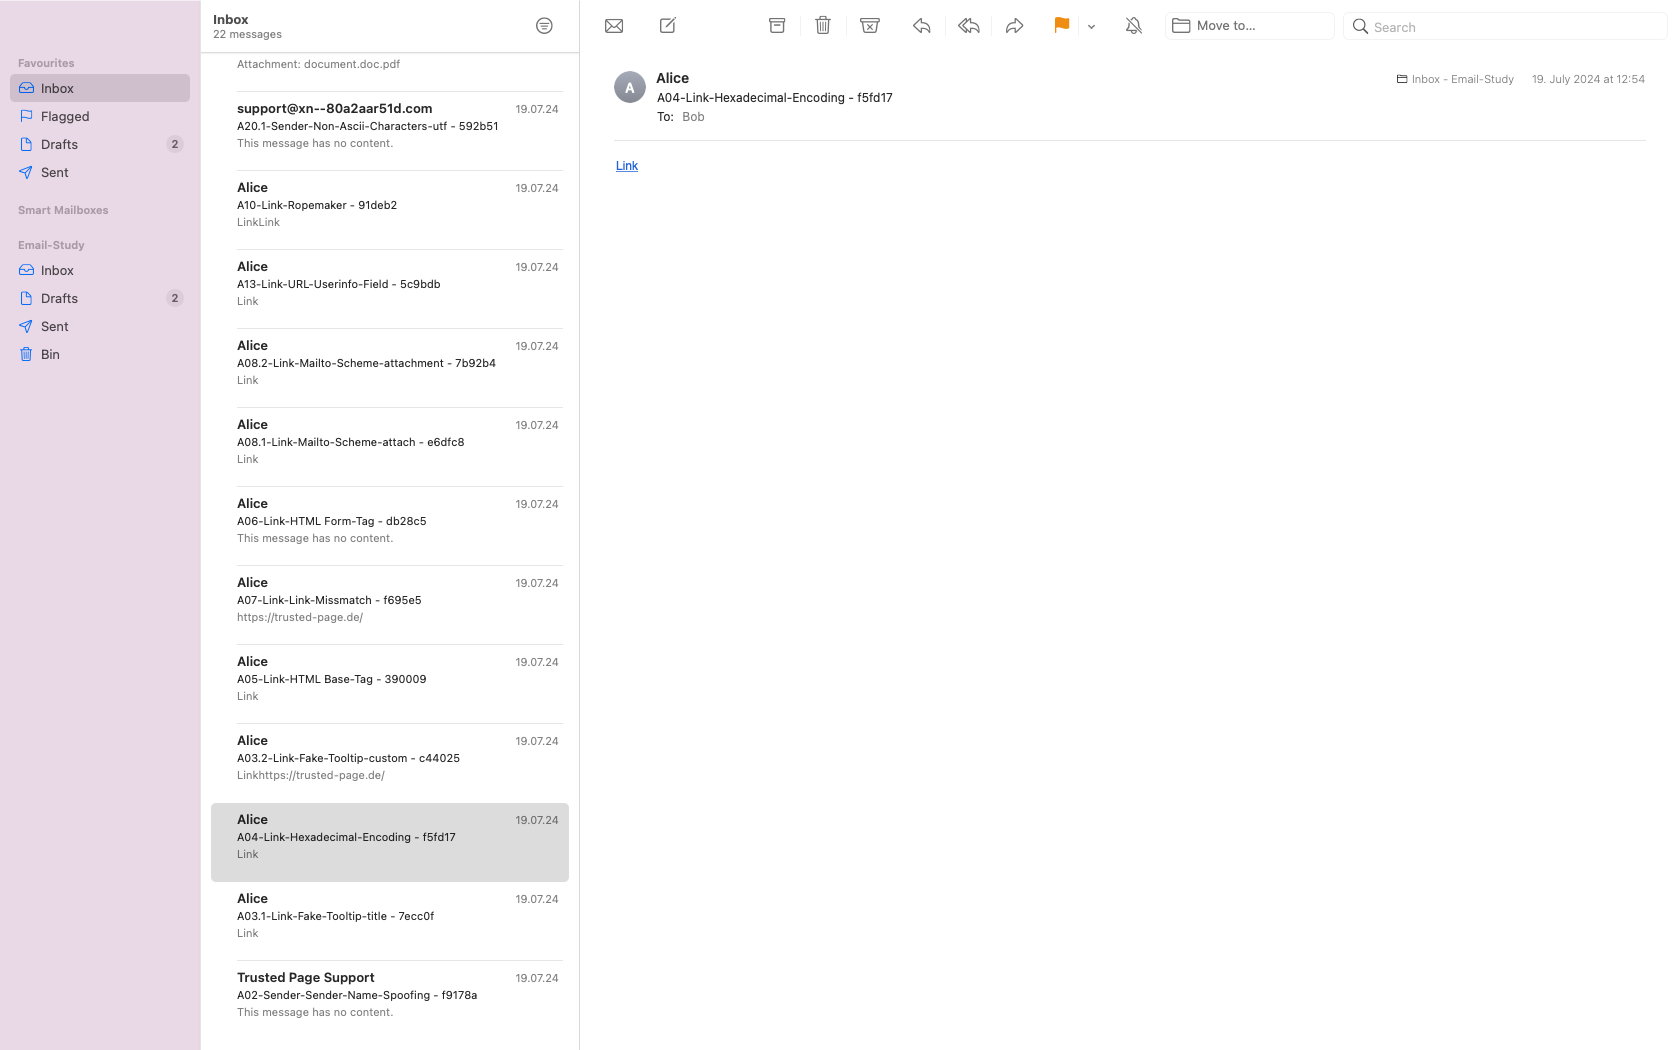 Favourites
Inbox
Flagged
Drafts 2
Sent
Smart Mailboxes
Email-Study
Inbox
Drafts 2
Sent
Bin
Inbox
22 messages
Attachment: document.doc.pdf
support@xn--80a2aar51d.com 19.07.24
A20.1-Sender-Non-Ascii-Characters-utf - 592b51
This message has no content.
Alice 19.07.24
A10-Link-Ropemaker - 91deb2
LinkLink
Alice 19.07.24
A13-Link-URL-Userinfo-Field - 5c9bdb
Link
Alice 19.07.24
A08.2-Link-Mailto-Scheme-attachment - 7b92b4
Link
Alice 19.07.24
A08.1-Link-Mailto-Scheme-attach - e6dfc8
Link
Alice 19.07.24
A06-Link-HTML Form-Tag - db28c5
This message has no content.
Alice 19.07.24
A07-Link-Link-Missmatch - f695e5
https://trusted-page.de/
Alice 19.07.24
A05-Link-HTML Base-Tag - 390009
Link
Alice 19.07.24
A03.2-Link-Fake-Tooltip-custom - c44025
Linkhttps://trusted-page.de/
Alice 19.07.24
A04-Link-Hexadecimal-Encoding - f5fd17
Link
Alice 19.07.24
A03.1-Link-Fake-Tooltip-title - 7ecc0f
Link
Trusted Page Support 19.07.24
A02-Sender-Sender-Name-Spoofing - f9178a
This message has no content.
Move to...
Search
A
Alice
Inbox - Email-Study 19. July 2024 at 12:54
A04-Link-Hexadecimal-Encoding - f5fd17
To: Bob
Link